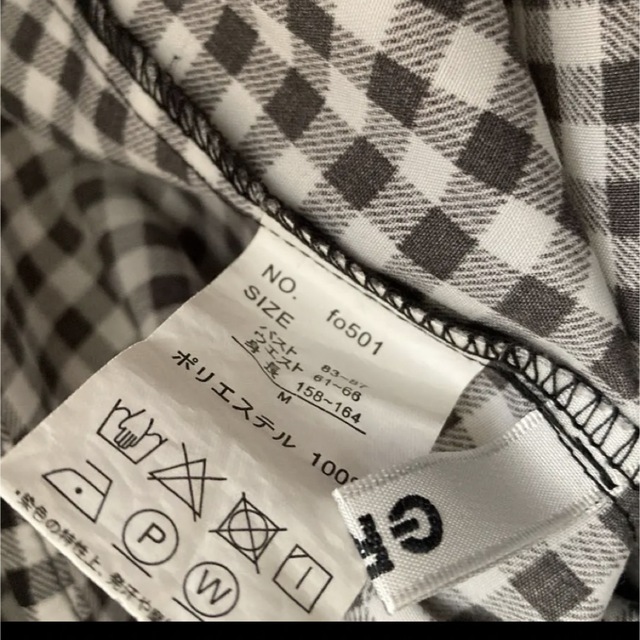 NO. fo501
SIZE
バスト 83-87
ウエスト 61-66
身長 158-164
M
ポリエステル 100
P
W